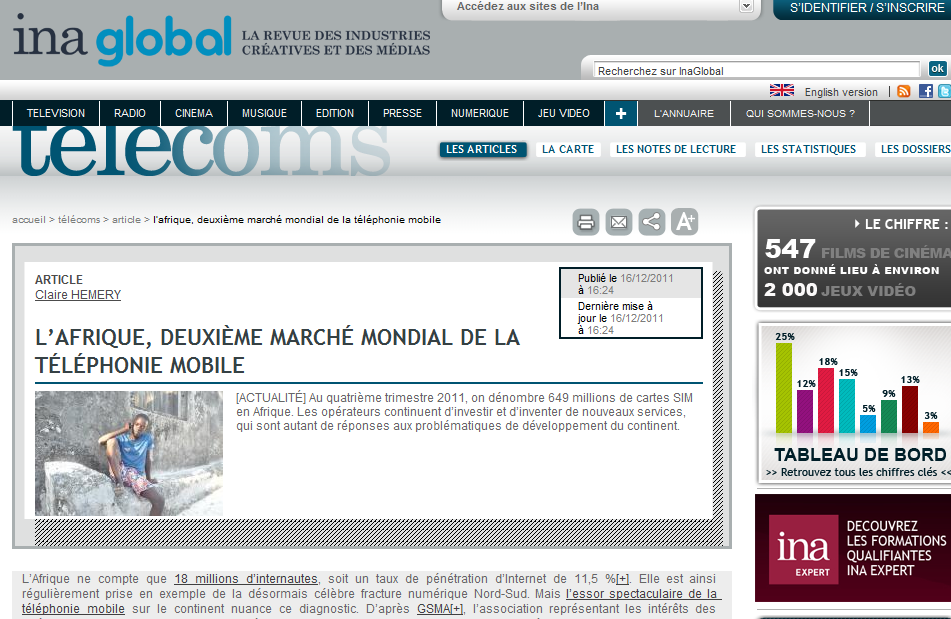 Accédez aux sites de l'Ina
S'IDENTIFIER / S'INSCRIRE
ina global
LA REVUE DES INDUSTRIES
CRÉATIVES ET DES MÉDIAS
Recherchez sur InaGlobal
ok
English version |
TELEVISION RADIO CINEMA MUSIQUE EDITION PRESSE NUMERIQUE JEU VIDEO + L'ANNUAIRE QUI SOMMES-NOUS ?
télécoms
LES ARTICLES LA CARTE LES NOTES DE LECTURE LES STATISTIQUES LES DOSSIERS
accueil > télécoms > article > l'afrique, deuxième marché mondial de la téléphonie mobile
A+
ARTICLE
Claire HEMERY
Publié le 16/12/2011
à 16:24
Dernière mise à
jour le 16/12/2011
à 16:24
L'AFRIQUE, DEUXIÈME MARCHÉ MONDIAL DE LA
TÉLÉPHONIE MOBILE
[ACTUALITÉ] Au quatrième trimestre 2011, on dénombre 649 millions de cartes SIM
en Afrique. Les opérateurs continuent d'investir et d'inventer de nouveaux services,
qui sont autant de réponses aux problématiques de développement du continent.
L'Afrique ne compte que 18 millions d'internautes, soit un taux de pénétration d'Internet de 11,5 %[+]. Elle est ainsi
régulièrement prise en exemple de la désormais célèbre fracture numérique Nord-Sud. Mais l'essor spectaculaire de la
téléphonie mobile sur le continent nuance ce diagnostic. D'après GSMA[+], l'association représentant les intérêts des
LE CHIFFRE :
547 FILMS DE CINÉMA
ONT DONNÉ LIEU À ENVIRON
2 000 JEUX VIDÉO
25%
12%
18%
15%
5%
9%
13%
3%
TABLEAU DE BORD
>> Retrouvez tous les chiffres clés <<
ina
EXPERT
DECOUVREZ
LES FORMATIONS
QUALIFIANTES
INA EXPERT